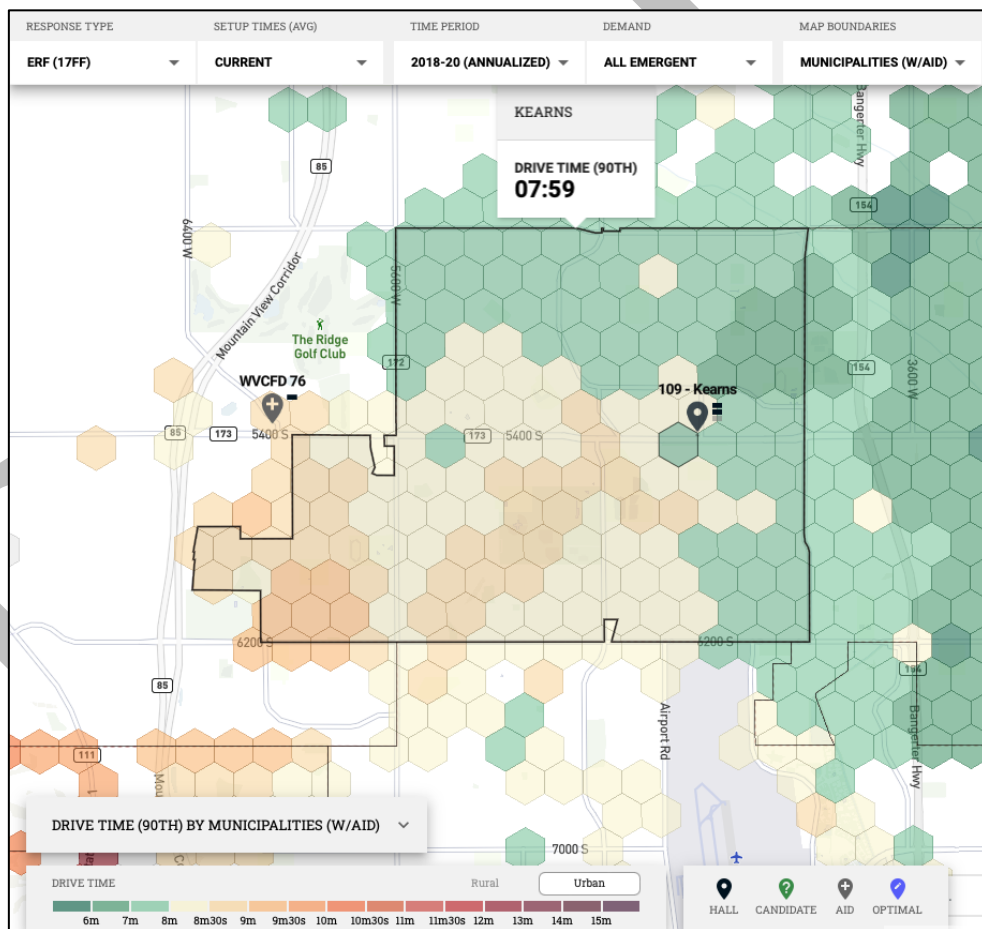 RESPONSE TYPE SETUP TIMES (AVG) TIME PERIOD DEMAND MAP BOUNDARIES
ERF (17FF) CURRENT 2018-20 (ANNUALIZED) ALL EMERGENT MUNICIPALITIES (W/AID)
KEARNS
DRIVE TIME (90TH)
07:59
85
Bangerter Hwy
154
6400 W
Mountain View Corridor
5600 W
The Ridge
Golf Club
172
154
3600 W
WVCFD 76
109 - Kearns
85
173
5400 S
173
5400 S
6200 S
6200 S
154
85
Airport Rd
Bangerter Hwy
111
DRIVE TIME (90TH) BY MUNICIPALITIES (W/AID)
7000 S
DRIVE TIME Rural Urban
6m 7m 8m 8m30s 9m 9m30s 10m 10m30s 11m 11m30s 12m 13m 14m 15m
HALL CANDIDATE AID OPTIMAL